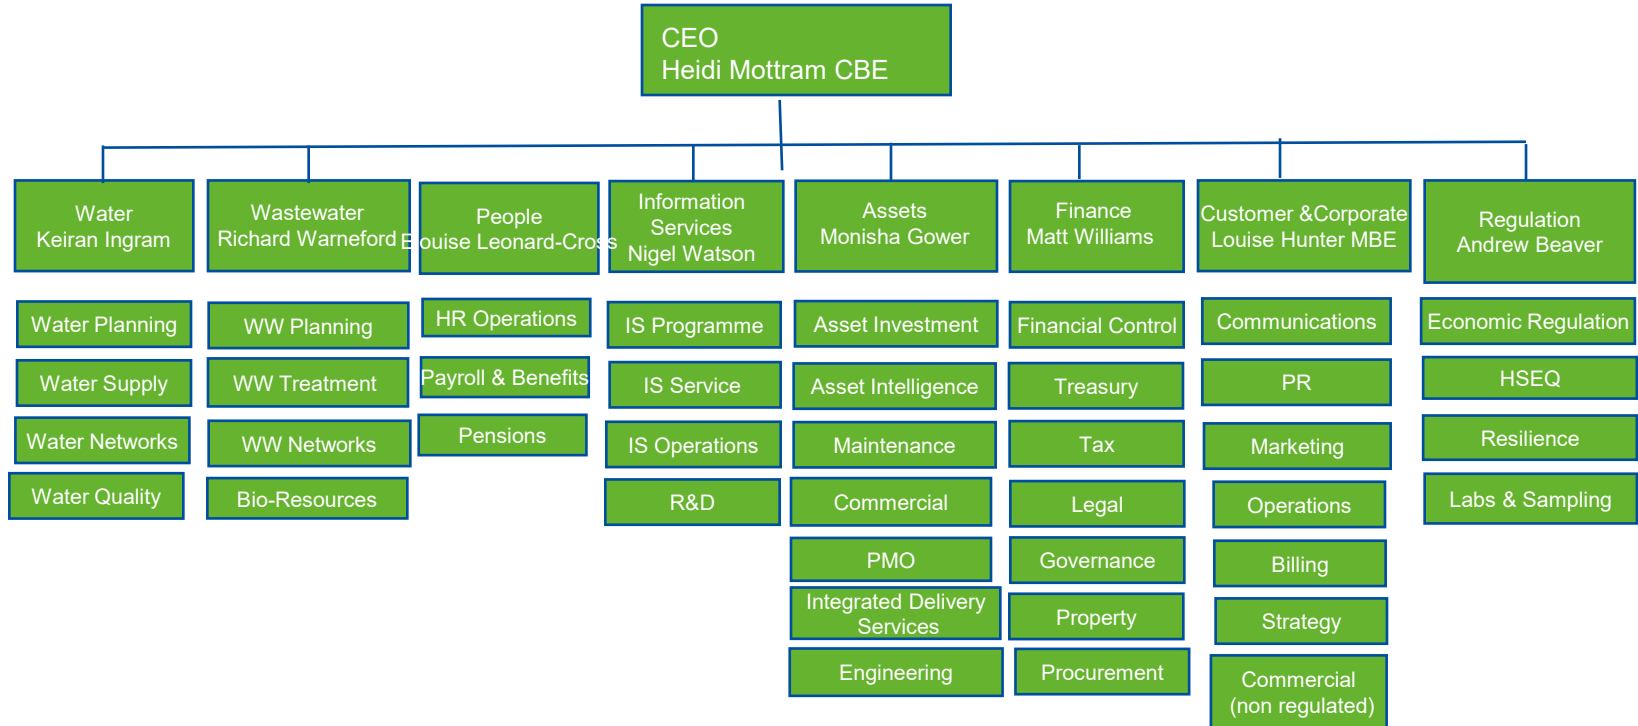 CEO
Heidi Mottram CBE
Water
Keiran Ingram
Wastewater
Richard Warneford
People
Elouise Leonard-Cross
Information
Services
Nigel Watson
Assets
Monisha Gower
Finance
Matt Williams
Customer &Corporate
Louise Hunter MBE
Regulation
Andrew Beaver
Water Planning
Water Supply
Water Networks
Water Quality
WW Planning
WW Treatment
WW Networks
Bio-Resources
HR Operations
Payroll & Benefits
Pensions
IS Programme
IS Service
IS Operations
R&D
Asset Investment
Asset Intelligence
Maintenance
Commercial
PMO
Integrated Delivery
Services
Engineering
Financial Control
Treasury
Tax
Legal
Governance
Property
Procurement
Communications
PR
Marketing
Operations
Billing
Strategy
Commercial
(non regulated)
Economic Regulation
HSEQ
Resilience
Labs & Sampling